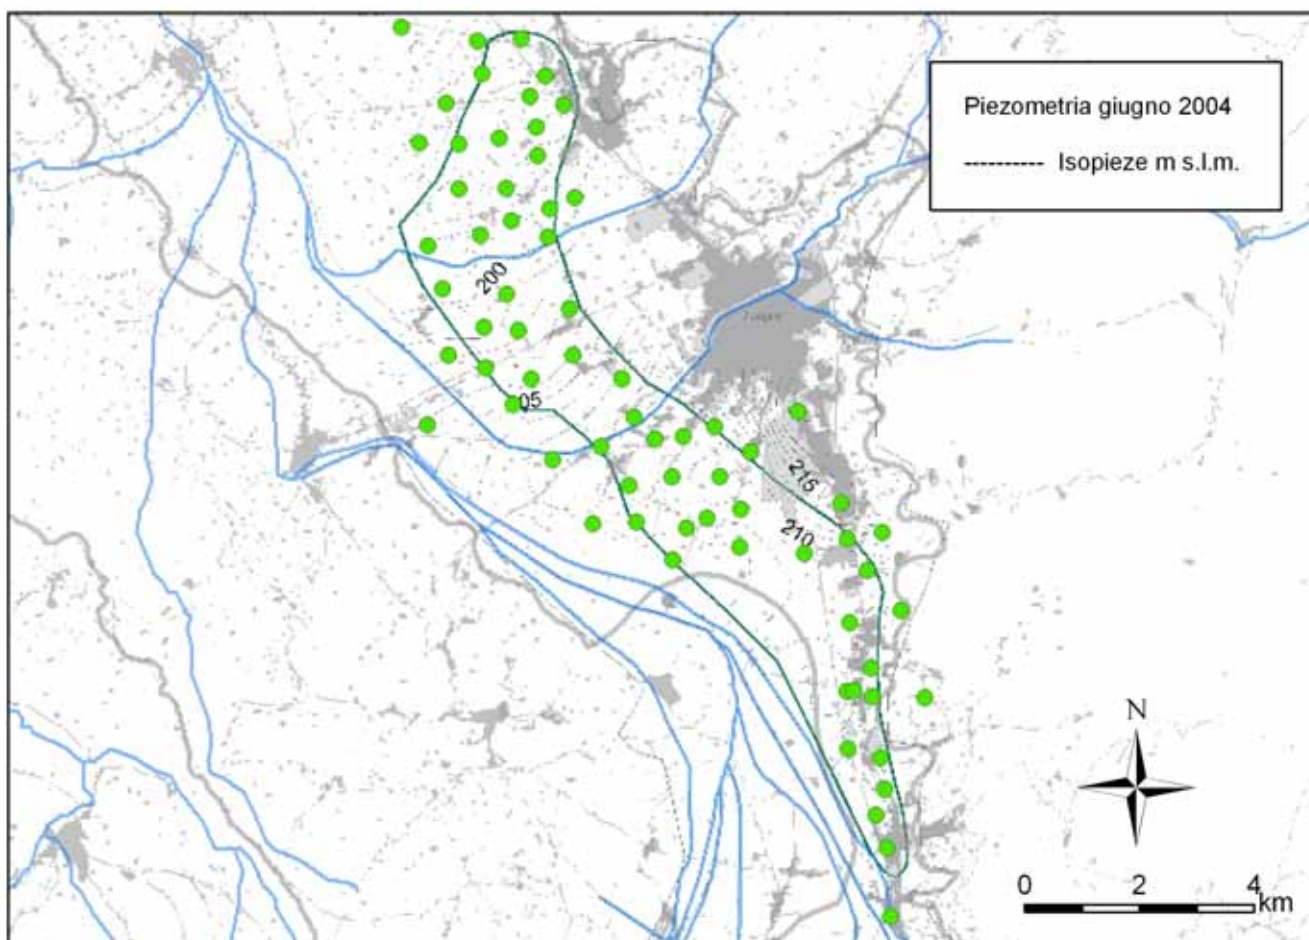 Piezometria giugno 2004
---------- Isopieze m s.l.m.
200
05
215
210
N
0 2 4
km